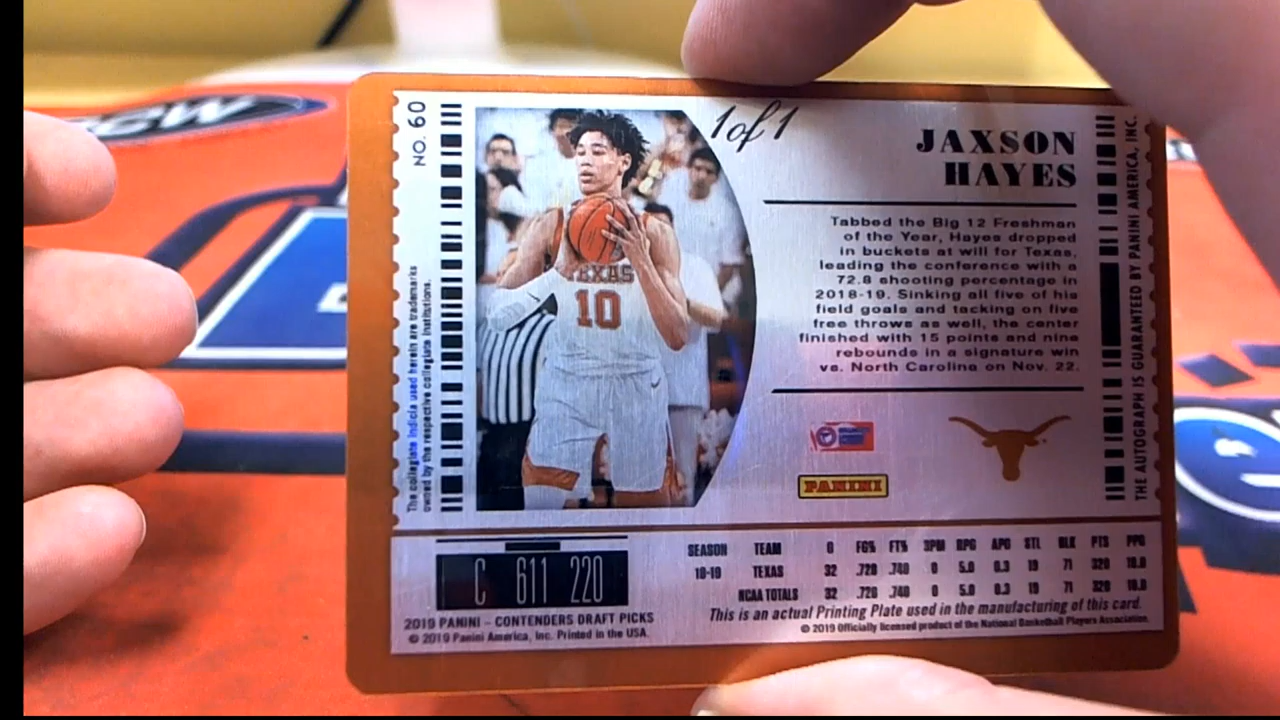 CW
NO. 60
1 of 1
JAXSON
HAYES
Tabbed the Big 12 Freshman
of the Year, Hayes dropped
in buckets at will for Texas,
leading the conference with a
72.8 shooting percentage in
2018-19. Sinking all five of his
field goals and tacking on five
free throws as well, the center
finished with 15 points and nine
rebounds in a signature win
vs. North Carolina on Nov. 22.
TEXAS
10
The collegiate indicia used herein are trademarks
owned by the respective collegiate institutions.
THE AUTOGRAPH IS GUARANTEED BY PANINI AMERICA, INC.
PANINI
C 611 220
SEASON TEAM G FG% FT% 3PM RPG APG STL BLK PTS PPG
18-19 TEXAS 32 .728 .740 0 5.0 0.3 19 71 320 10.0
NCAA TOTALS 32 .728 .740 0 5.0 0.3 19 71 320 10.0
This is an actual Printing Plate used in the manufacturing of this card.
2019 PANINI – CONTENDERS DRAFT PICKS
© 2019 Panini America, Inc. Printed in the USA.
© 2019 Officially licensed product of the National Basketball Players Association.